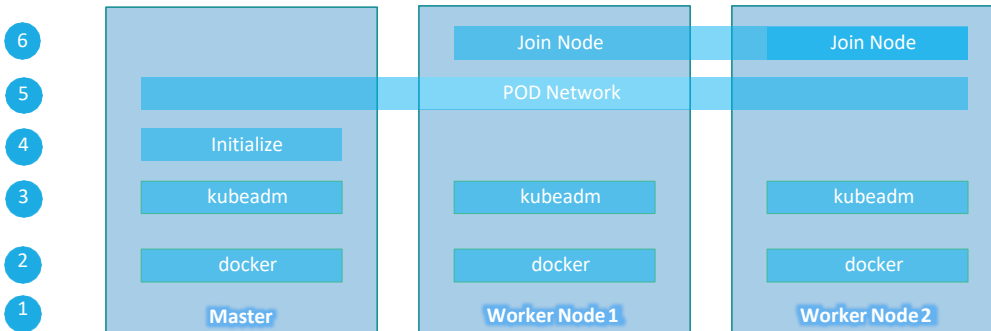 6 Join Node Join Node
5 POD Network
4 Initialize
3 kubeadm kubeadm kubeadm
2 docker docker docker
1 Master Worker Node 1 Worker Node 2